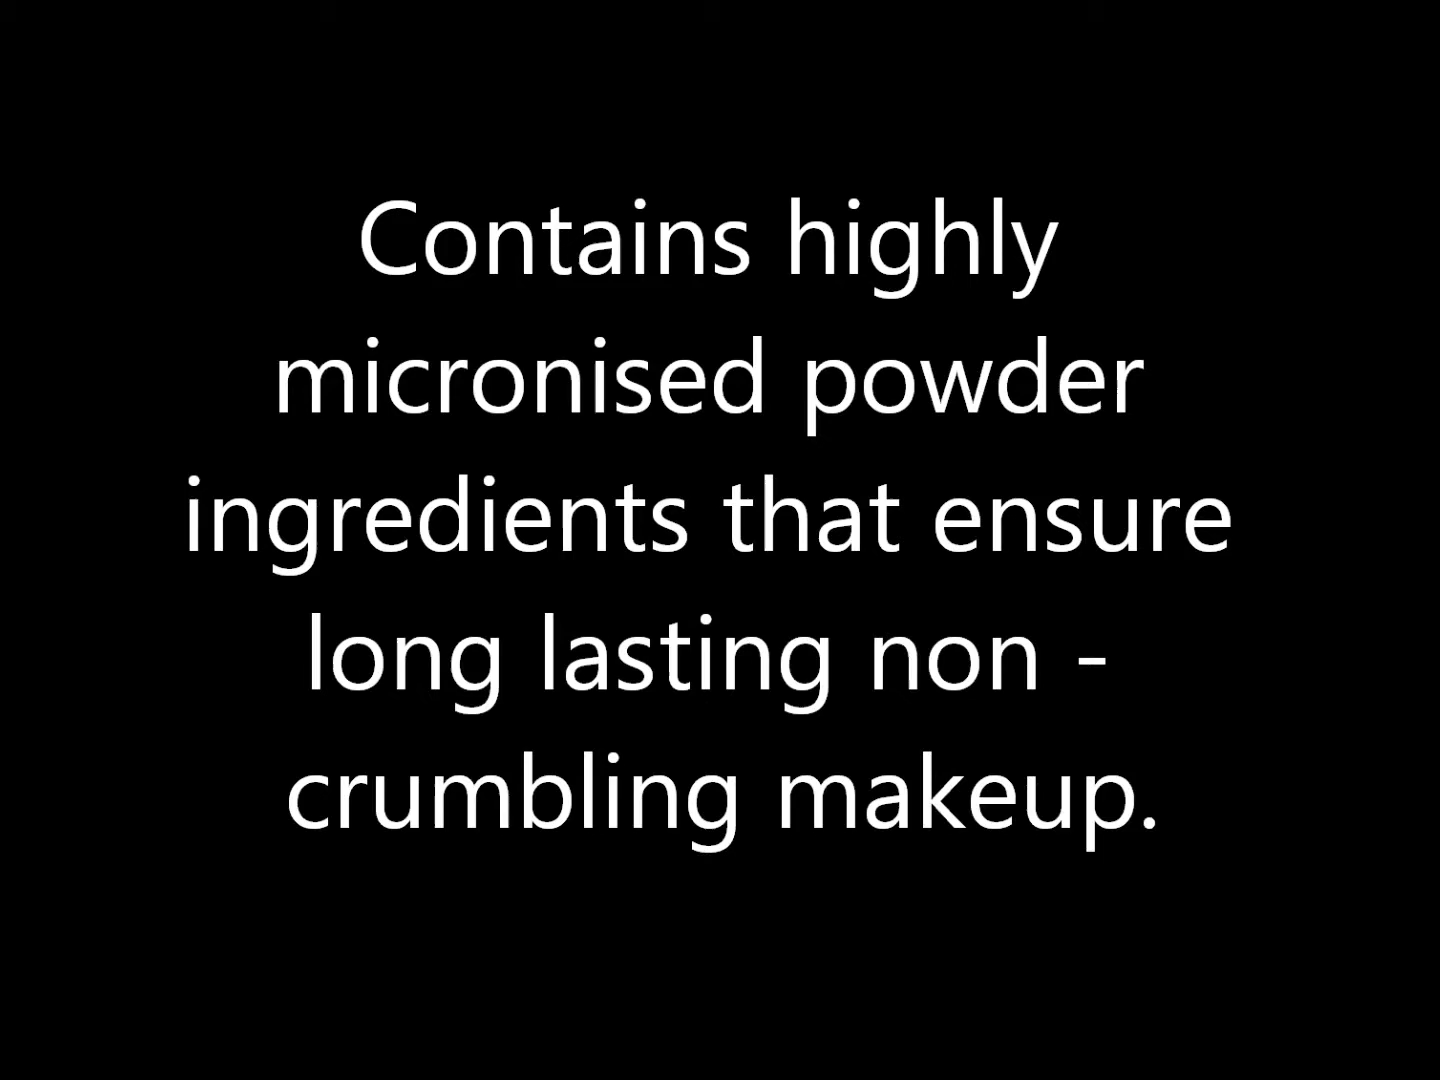 Contains highly
micronised powder
ingredients that ensure
long lasting non -
crumbling makeup.